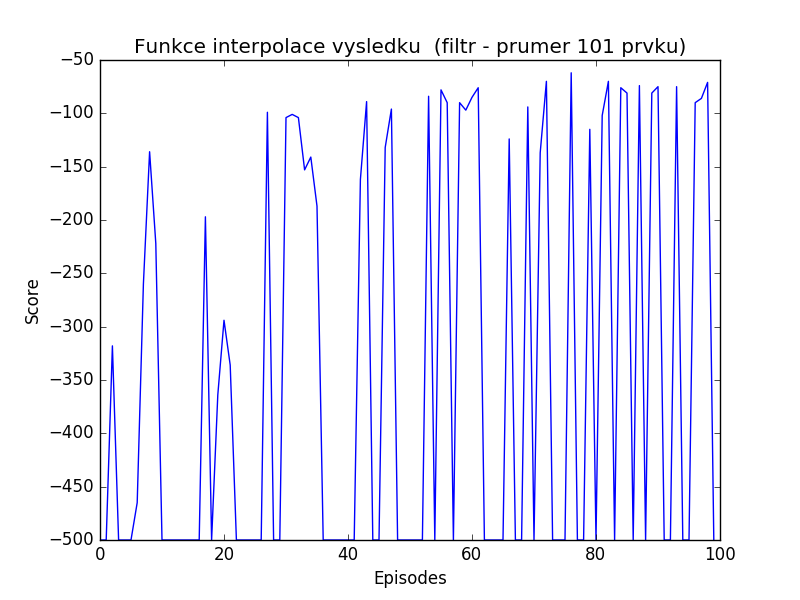 Funkce interpolace vysledku  (filtr - prumer 101 prvku)
−50
−100
−150
−200
−250
−300
−350
−400
−450
−500
Score
0 20 40 60 80 100
Episodes